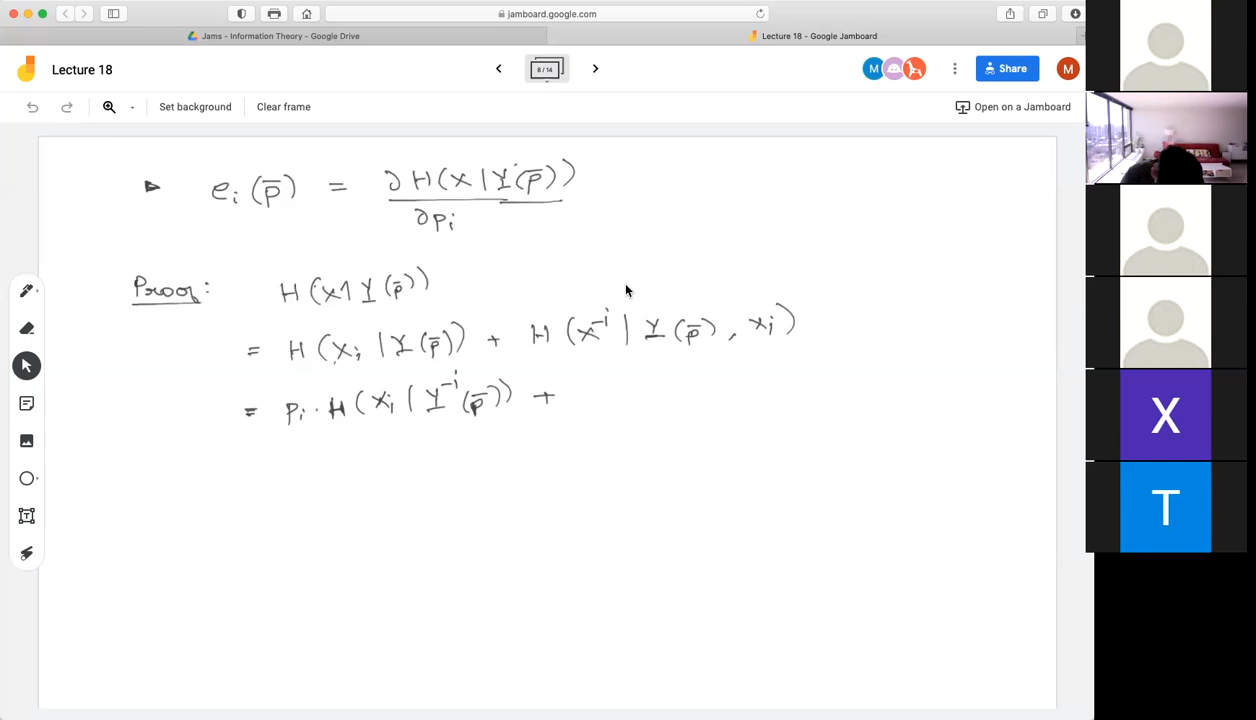 jamboard.google.com
Jams - Information Theory - Google Drive
Lecture 18 - Google Jamboard
Lecture 18
8 / 14
M
Share
M
Set background
Clear frame
Open on a Jamboard
▶ e_i (p̅) = ∂H(X | Y(p̅)) / ∂p_i
Proof: H(X | Y(p̅))
= H(X_i | Y(p̅)) + H(X^{-i} | Y(p̅), X_i)
= p_i · H(X_i | Y^{-i}(p̅)) +
X
T